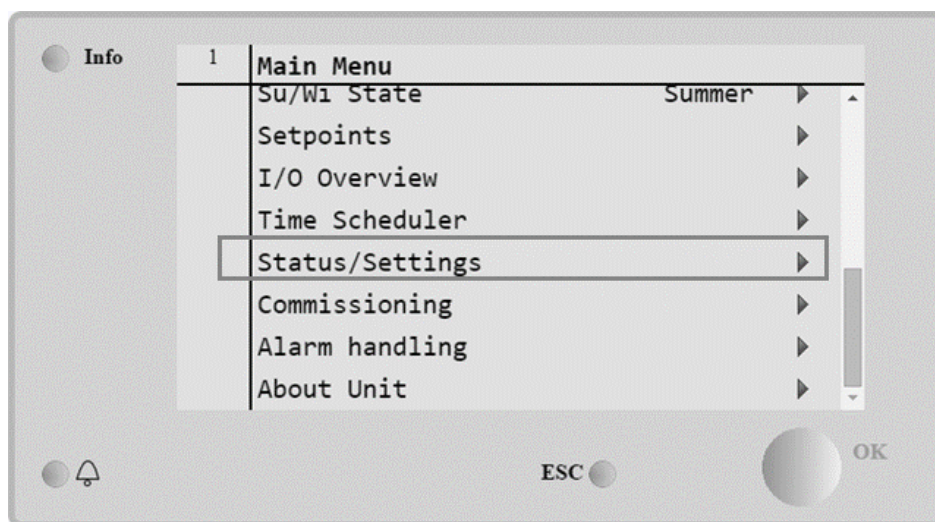 Info
1
Main Menu
Su/Wi State Summer
Setpoints
I/O Overview
Time Scheduler
Status/Settings
Commissioning
Alarm handling
About Unit
ESC
OK